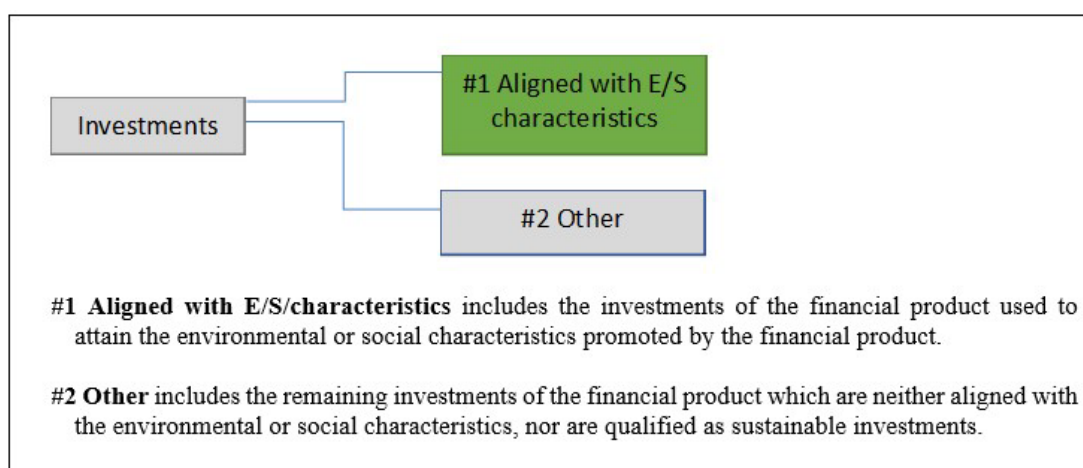 #1 Aligned with E/S
characteristics
Investments
#2 Other
#1 Aligned with E/S/characteristics includes the investments of the financial product used to
attain the environmental or social characteristics promoted by the financial product.
#2 Other includes the remaining investments of the financial product which are neither aligned with
the environmental or social characteristics, nor are qualified as sustainable investments.